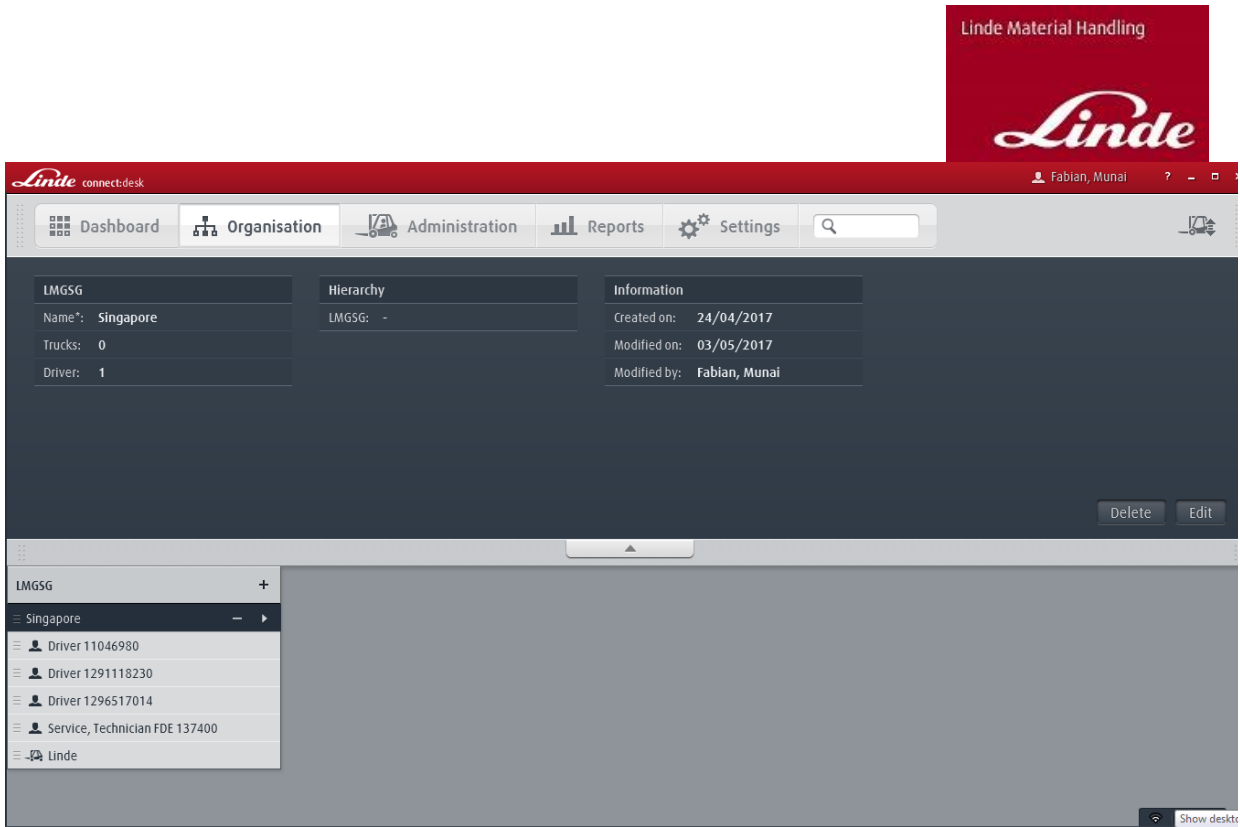 Linde Material Handling
Linde
Linde connect:desk
Fabian, Munai ?
Dashboard Organisation Administration Reports Settings
LMGSG Hierarchy Information
Name*: Singapore LMGSG: - Created on: 24/04/2017
Trucks: 0 Modified on: 03/05/2017
Driver: 1 Modified by: Fabian, Munai
Delete Edit
LMGSG +
Singapore −
Driver 11046980
Driver 1291118230
Driver 1296517014
Service, Technician FDE 137400
Linde
Show deskto